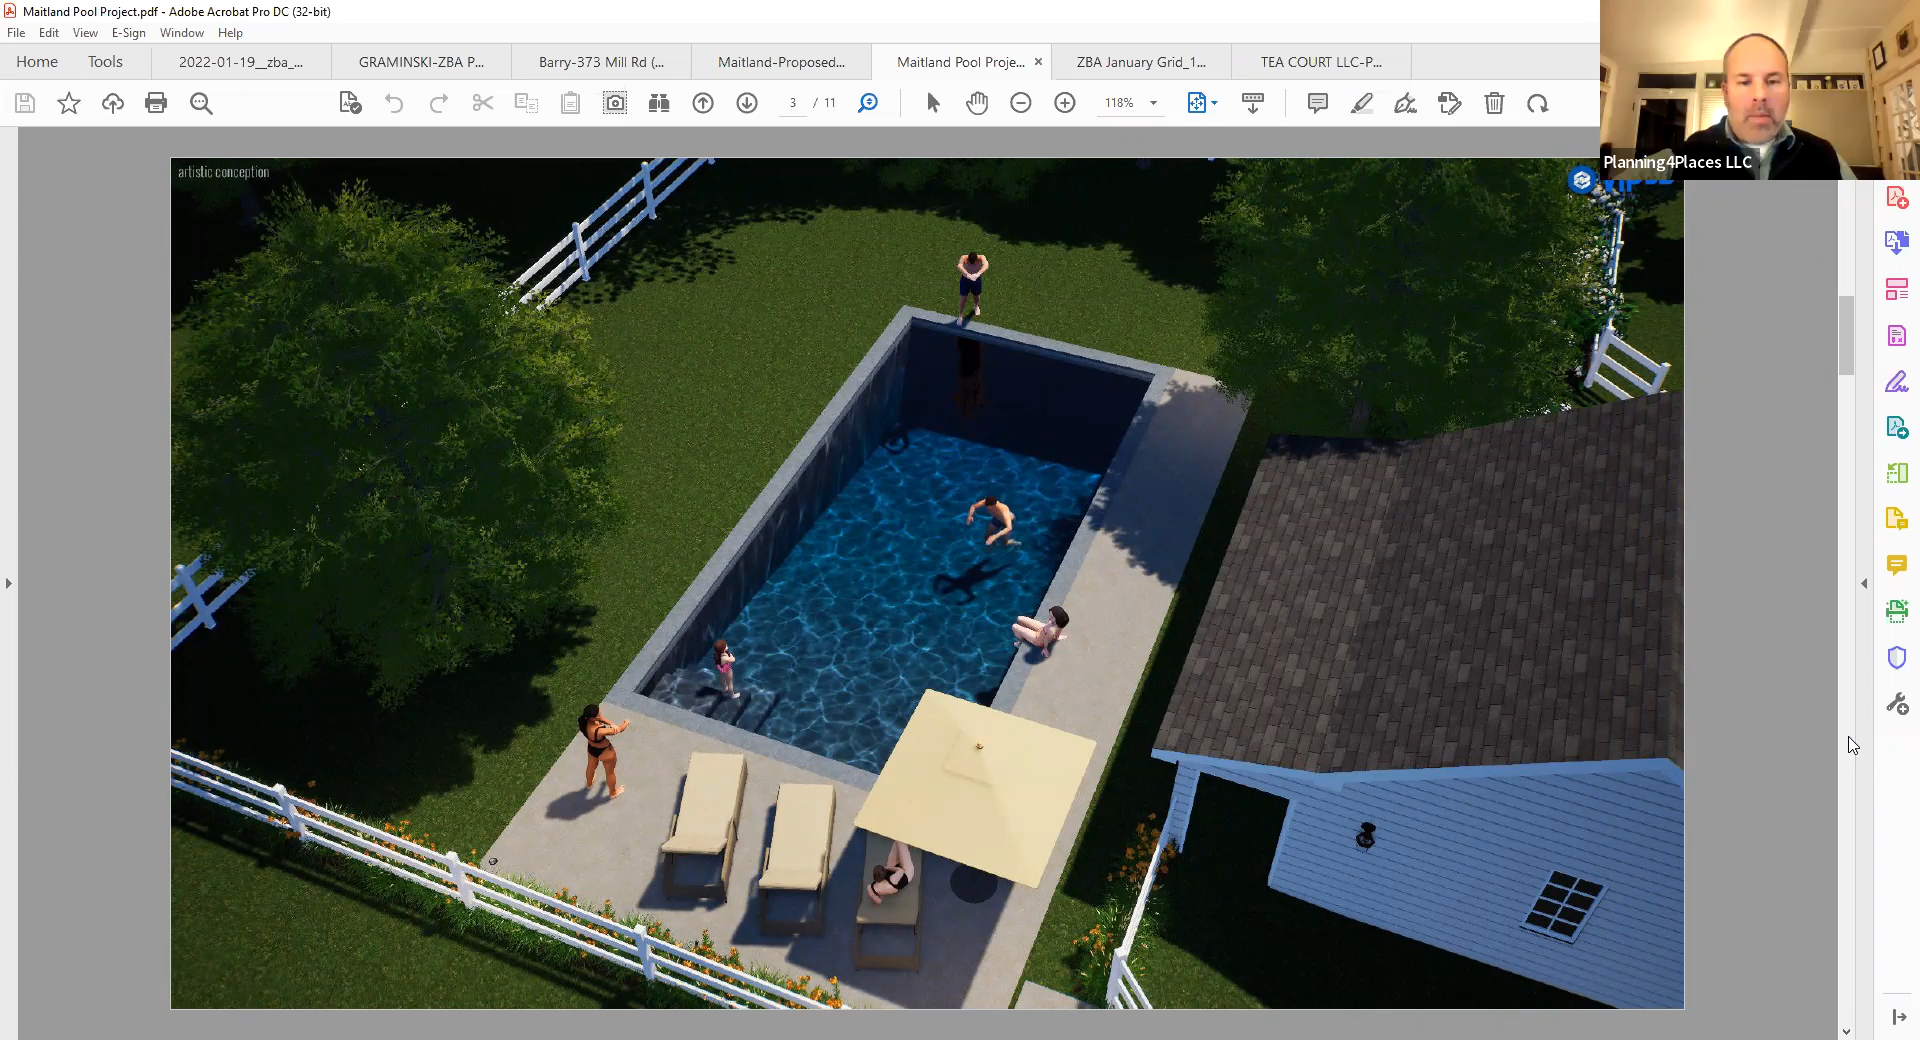 Maitland Pool Project.pdf - Adobe Acrobat Pro DC (32-bit)
File Edit View E-Sign Window Help
Home Tools 2022-01-19__zba_... GRAMINSKI-ZBA P... Barry-373 Mill Rd (... Maitland-Proposed... Maitland Pool Proje... ZBA January Grid_1... TEA COURT LLC-P...
3 / 11 118%
Planning4Places LLC
artistic conception